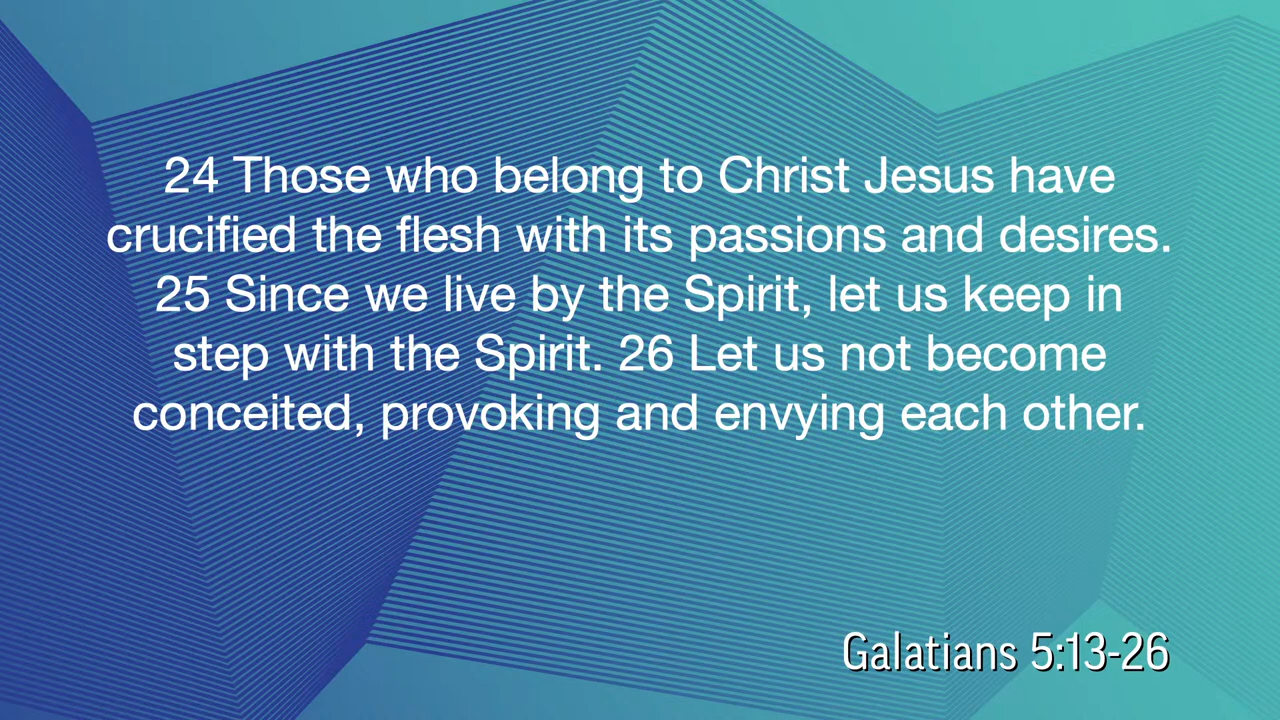 24 Those who belong to Christ Jesus have
crucified the flesh with its passions and desires.
25 Since we live by the Spirit, let us keep in
step with the Spirit. 26 Let us not become
conceited, provoking and envying each other.
Galatians 5:13-26